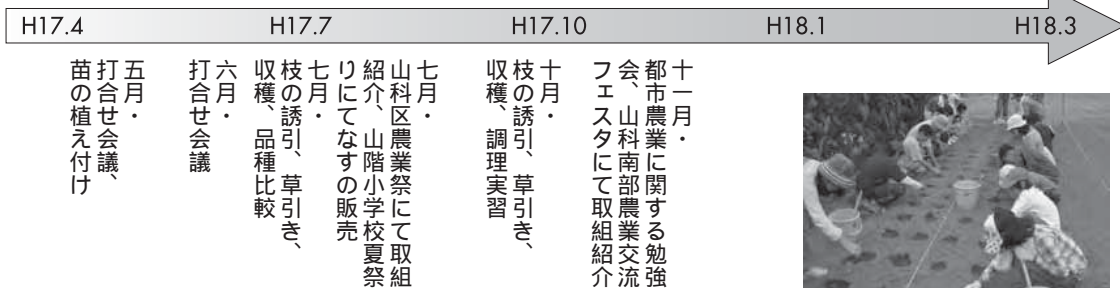 H17.4
H17.7
H17.10
H18.1
H18.3
五月・
打合せ会議、
苗の植え付け
六月・
打合せ会議
七月・
枝の誘引、草引き、
収穫、品種比較
七月・
山科区農業祭にて取組
紹介、山階小学校夏祭
りにてなすの販売
十月・
枝の誘引、草引き、
収穫、調理実習
十一月・
都市農業に関する勉強
会、山科南部農業交流
フェスタにて取組紹介